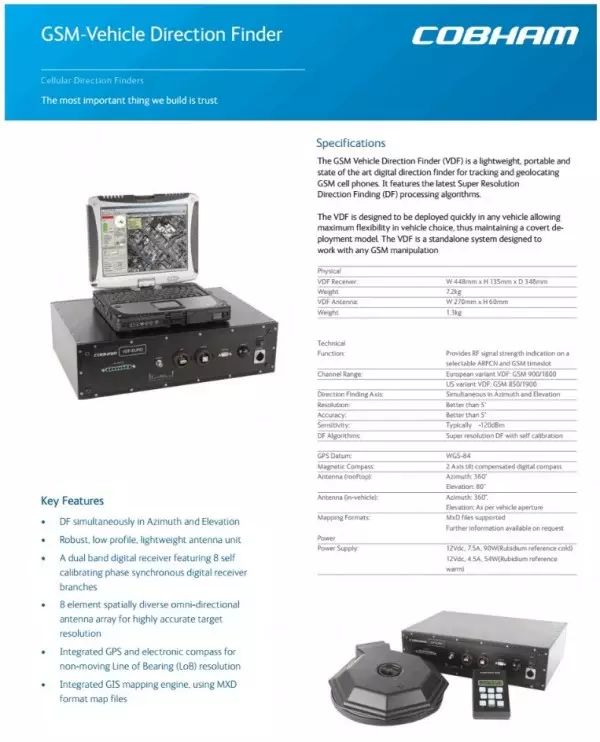 GSM-Vehicle Direction Finder
COBHAM
Cellular Direction Finders
The most important thing we build is trust
Specifications
The GSM Vehicle Direction Finder (VDF) is a lightweight, portable and
state of the art digital direction finder for tracking and geolocating
GSM cell phones. It features the latest Super Resolution
Direction Finding (DF) processing algorithms.
The VDF is designed to be deployed quickly in any vehicle allowing
maximum flexibility in vehicle choice, thus maintaining a covert de-
ployment model. The VDF is a standalone system designed to
work with any GSM manipulation
Physical
VDF Receiver: W 448mm x H 135mm x D 348mm
Weight 7.2kg
VDF Antenna: W 270mm x H 60mm
Weight 1.3kg
Technical
Function: Provides RF signal strength indication on a
selectable ARFCN and GSM timeslot
Channel Range: European variant VDF: GSM 900/1800
US variant VDF: GSM 850/1900
Direction Finding Axis: Simultaneous in Azimuth and Elevation
Resolution: Better than 5°
Accuracy: Better than 5°
Sensitivity: Typically -120dBm
DF Algorithms: Super resolution DF with self calibration
GPS Datum: WGS-84
Magnetic Compass: 2 Axis tilt compensated digital compass
Antenna (rooftop): Azimuth: 360°
Elevation: 80°
Antenna (in-vehicle): Azimuth: 360°.
Elevation: As per vehicle aperture
Mapping Formats: MxD files supported
Further information available on request
Power
Power Supply: 12Vdc, 7.5A, 90W(Rubidium reference cold)
12Vdc, 4.5A, 54W(Rubidium reference
warm)
COBHAM
Key Features
• DF simultaneously in Azimuth and Elevation
• Robust, low profile, lightweight antenna unit
• A dual band digital receiver featuring 8 self
calibrating phase synchronous digital receiver
branches
• 8 element spatially diverse omni-directional
antenna array for highly accurate target
resolution
• Integrated GPS and electronic compass for
non-moving Line of Bearing (LoB) resolution
• Integrated GIS mapping engine, using MXD
format map files